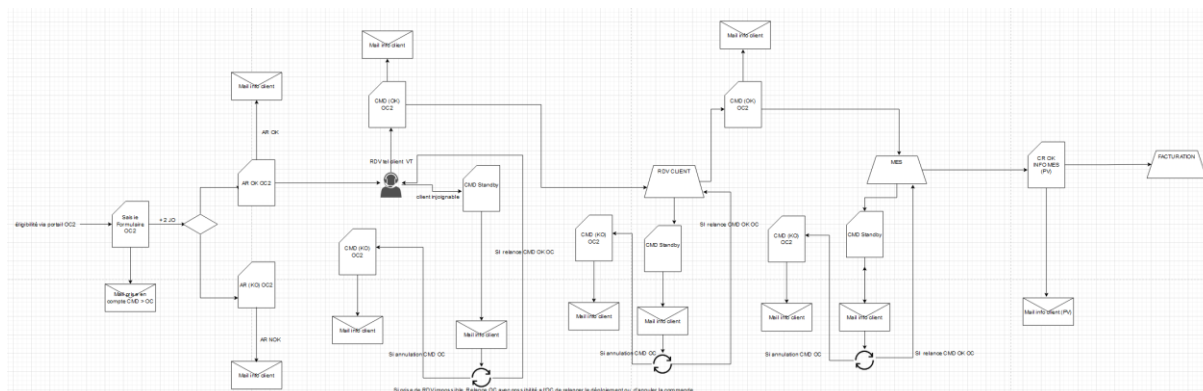 Mail info client
Mail info client
Mail info client
AR OK
CMD (OK)
OC2
CMD (OK)
OC2
RDV tel client VT
AR OK OC2
CMD Standby
client injoignable
RDV CLIENT
MES
CR OK
INFO MES
(PV)
FACTURATION
éligibilité via portail OC2
Saisie
Formulaire
OC2
< 2 JO
CMD (KO)
OC2
SI relance CMD OK OC
CMD (KO)
OC2
CMD Standby
SI relance CMD OK OC
CMD (KO)
OC2
CMD Standby
AR (KO) OC2
Mail prise en
compte CMD > OC
Mail info client
Mail info client
Mail info client
Mail info client
Mail info client
Mail info client
Mail info client (PV)
AR NOK
SI annulation CMD OC
SI annulation CMD OC
SI annulation CMD OC
SI relance CMD OK OC
Mail info client